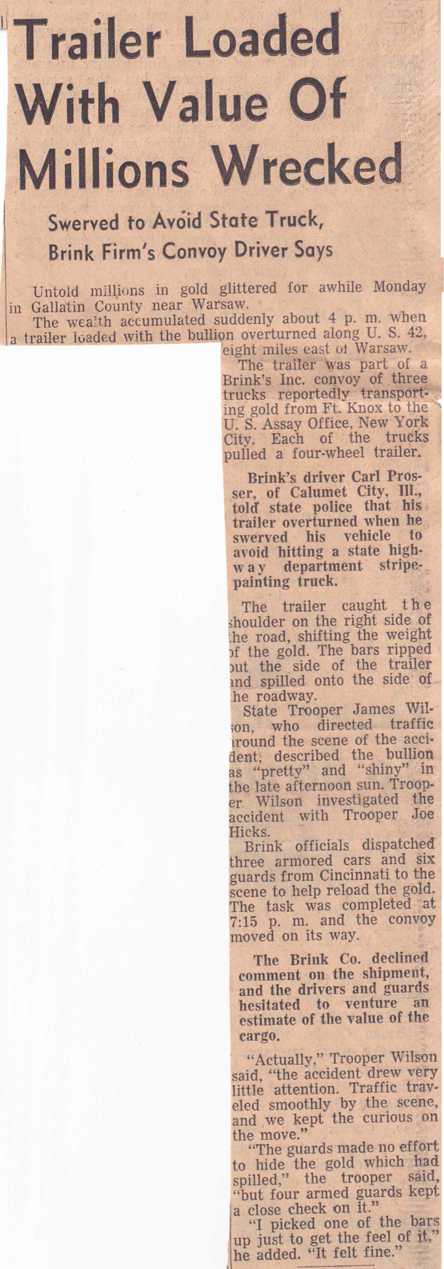 Trailer Loaded
With Value Of
Millions Wrecked
Swerved to Avoid State Truck,
Brink Firm's Convoy Driver Says
Untold millions in gold glittered for awhile Monday
in Gallatin County near Warsaw.
The wealth accumulated suddenly about 4 p. m. when
a trailer loaded with the bullion overturned along U. S. 42,
eight miles east of Warsaw.
The trailer was part of a
Brink's Inc. convoy of three
trucks reportedly transport-
ing gold from Ft. Knox to the
U. S. Assay Office, New York
City. Each of the trucks
pulled a four-wheel trailer.
Brink's driver Carl Pros-
ser, of Calumet City, Ill.,
told state police that his
trailer overturned when he
swerved his vehicle to
avoid hitting a state high-
way department stripe-
painting truck.
The trailer caught the
shoulder on the right side of
the road, shifting the weight
of the gold. The bars ripped
out the side of the trailer
and spilled onto the side of
the roadway.
State Trooper James Wil-
son, who directed traffic
around the scene of the acci-
dent, described the bullion
as "pretty" and "shiny" in
the late afternoon sun. Troop-
er Wilson investigated the
accident with Trooper Joe
Hicks.
Brink officials dispatched
three armored cars and six
guards from Cincinnati to the
scene to help reload the gold.
The task was completed at
7:15 p. m. and the convoy
moved on its way.
The Brink Co. declined
comment on the shipment,
and the drivers and guards
hesitated to venture an
estimate of the value of the
cargo.
"Actually," Trooper Wilson
said, "the accident drew very
little attention. Traffic trav-
eled smoothly by the scene,
and we kept the curious on
the move."
"The guards made no effort
to hide the gold which had
spilled," the trooper said,
"but four armed guards kept
a close check on it."
"I picked one of the bars
up just to get the feel of it,"
he added. "It felt fine."